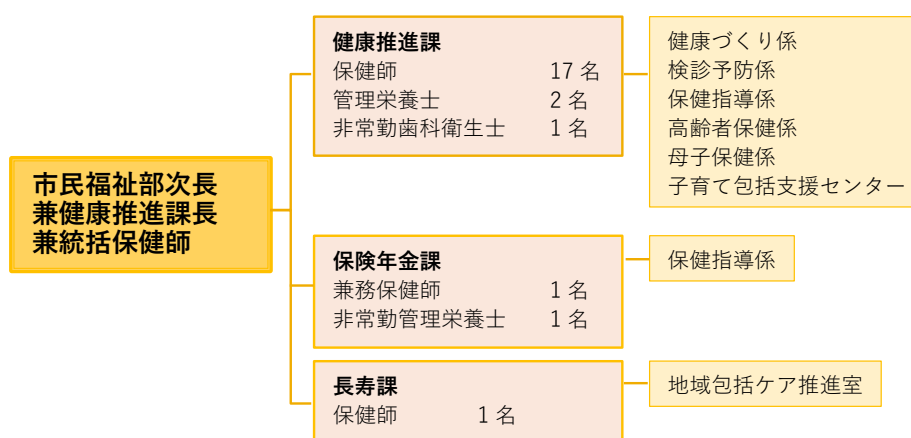 市民福祉部次長
兼健康推進課長
兼統括保健師
健康推進課
保健師 17 名
管理栄養士 2 名
非常勤歯科衛生士 1 名
健康づくり係
検診予防係
保健指導係
高齢者保健係
母子保健係
子育て包括支援センター
保険年金課
兼務保健師 1 名
非常勤管理栄養士 1 名
保健指導係
長寿課
保健師 1 名
地域包括ケア推進室